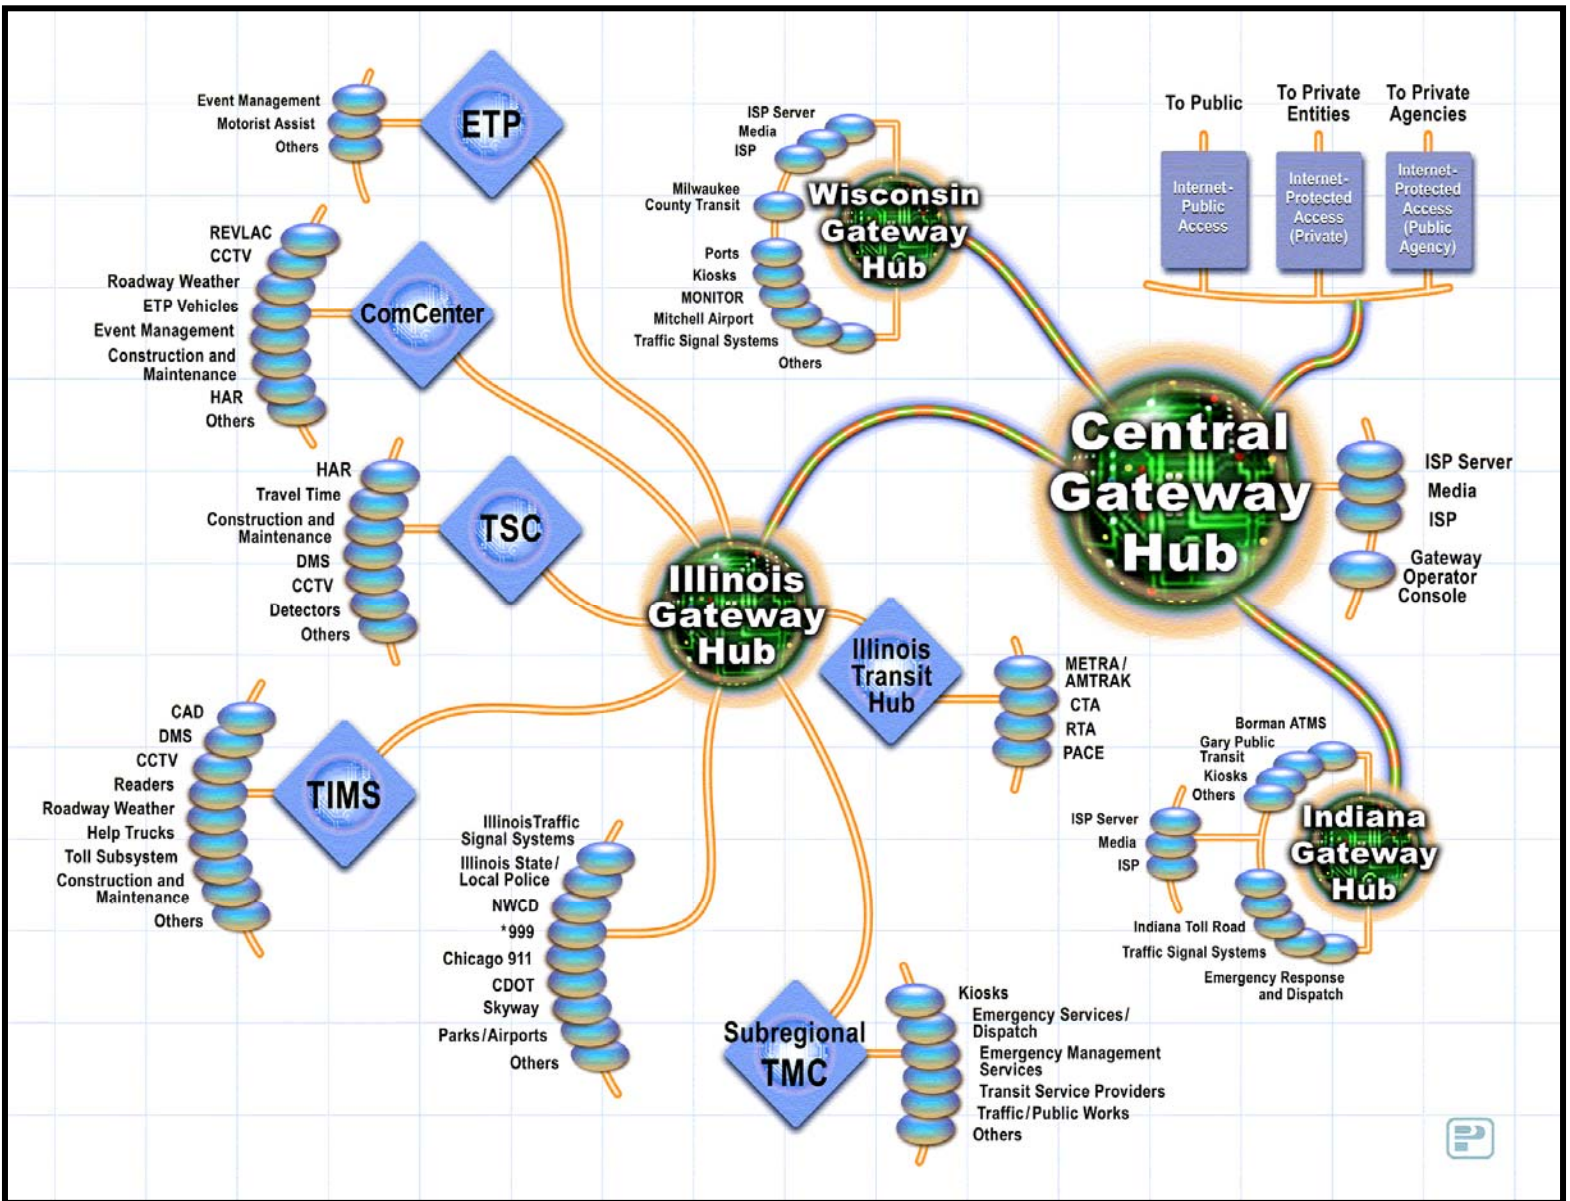 Event Management
Motorist Assist
Others
ETP
REVLAC
CCTV
Roadway Weather
ETP Vehicles
Event Management
Construction and
Maintenance
HAR
Others
ComCenter
HAR
Travel Time
Construction and
Maintenance
DMS
CCTV
Detectors
Others
TSC
CAD
DMS
CCTV
Readers
Roadway Weather
Help Trucks
Toll Subsystem
Construction and
Maintenance
Others
TIMS
IllinoisTraffic
Signal Systems
Illinois State/
Local Police
NWCD
*999
Chicago 911
CDOT
Skyway
Parks/Airports
Others
Illinois
Gateway
Hub
Illinois
Transit
Hub
METRA/
AMTRAK
CTA
RTA
PACE
Subregional
TMC
Kiosks
Emergency Services/
Dispatch
Emergency Management
Services
Transit Service Providers
Traffic/Public Works
Others
ISP Server
Media
ISP
Milwaukee
County Transit
Ports
Kiosks
MONITOR
Mitchell Airport
Traffic Signal Systems
Others
Wisconsin
Gateway
Hub
To Public
To Private
Entities
To Private
Agencies
Internet-
Public
Access
Internet-
Protected
Access
(Private)
Internet-
Protected
Access
(Public
Agency)
Central
Gateway
Hub
ISP Server
Media
ISP
Gateway
Operator
Console
Borman ATMS
Gary Public
Transit
Kiosks
Others
ISP Server
Media
ISP
Indiana
Gateway
Hub
Indiana Toll Road
Traffic Signal Systems
Emergency Response
and Dispatch